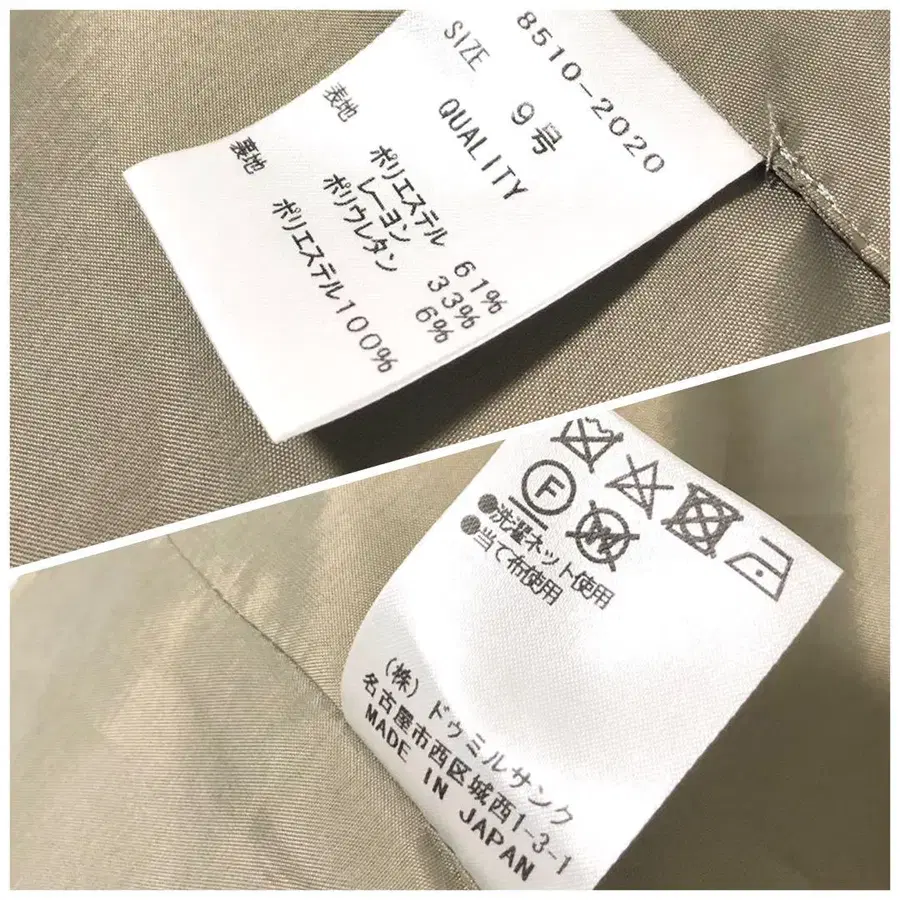 8510-2020
SIZE 9号
QUALITY
表地 ポリエステル 61%
レーヨン 33%
ポリウレタン 6%
裏地 ポリエステル100%
F
●洗濯ネット使用
●当て布使用
(株)ドゥミルサンク
名古屋市西区城西1-3-1
MADE IN JAPAN